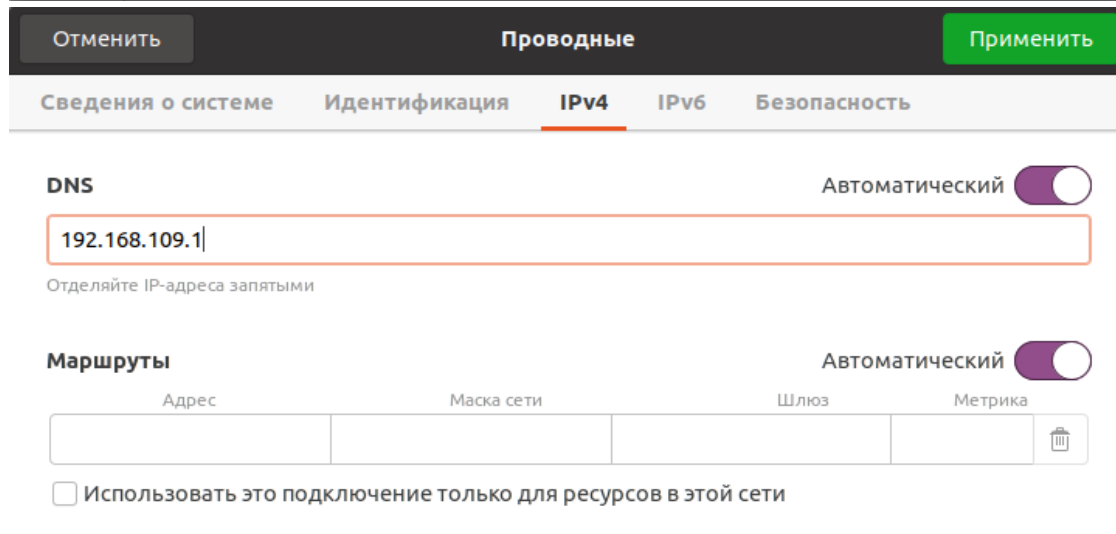 Отменить Проводные Применить
Сведения о системе Идентификация IPv4 IPv6 Безопасность
DNS Автоматический
192.168.109.1
Отделяйте IP-адреса запятыми
Маршруты Автоматический
Адрес Маска сети Шлюз Метрика
Использовать это подключение только для ресурсов в этой сети